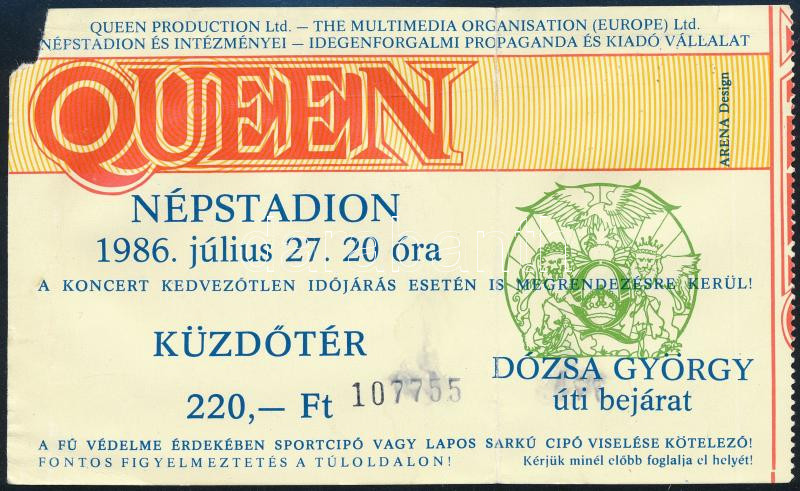 QUEEN PRODUCTION Ltd. — THE MULTIMEDIA ORGANISATION (EUROPE) Ltd.
NÉPSTADION ÉS INTÉZMÉNYEI — IDEGENFORGALMI PROPAGANDA ÉS KIADÓ VÁLLALAT
QUEEN
ARENA Design
NÉPSTADION
1986. július 27. 20 óra
A KONCERT KEDVEZŐTLEN IDŐJÁRÁS ESETÉN IS MEGRENDEZÉSRE KERÜL!
KÜZDŐTÉR
220,— Ft 107755
DÓZSA GYÖRGY
úti bejárat
A FŰ VÉDELME ÉRDEKÉBEN SPORTCIPŐ VAGY LAPOS SARKÚ CIPŐ VISELÉSE KÖTELEZŐ!
FONTOS FIGYELMEZTETÉS A TÚLOLDALON!
Kérjük minél előbb foglalja el helyét!